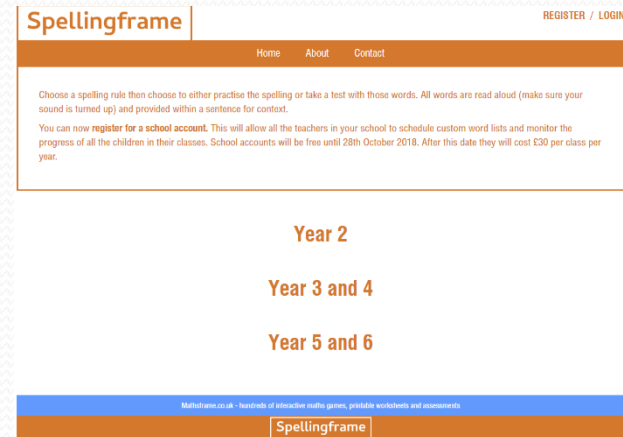 Spellingframe
REGISTER / LOGIN
Home About Contact
Choose a spelling rule then choose to either practise the spelling or take a test with those words. All words are read aloud (make sure your
sound is turned up) and provided within a sentence for context.
You can now register for a school account. This will allow all the teachers in your school to schedule custom word lists and monitor the
progress of all the children in their classes. School accounts will be free until 28th October 2018. After this date they will cost £30 per class per
year.
Year 2
Year 3 and 4
Year 5 and 6
Mathsframe.co.uk - hundreds of interactive maths games, printable worksheets and assessments
Spellingframe